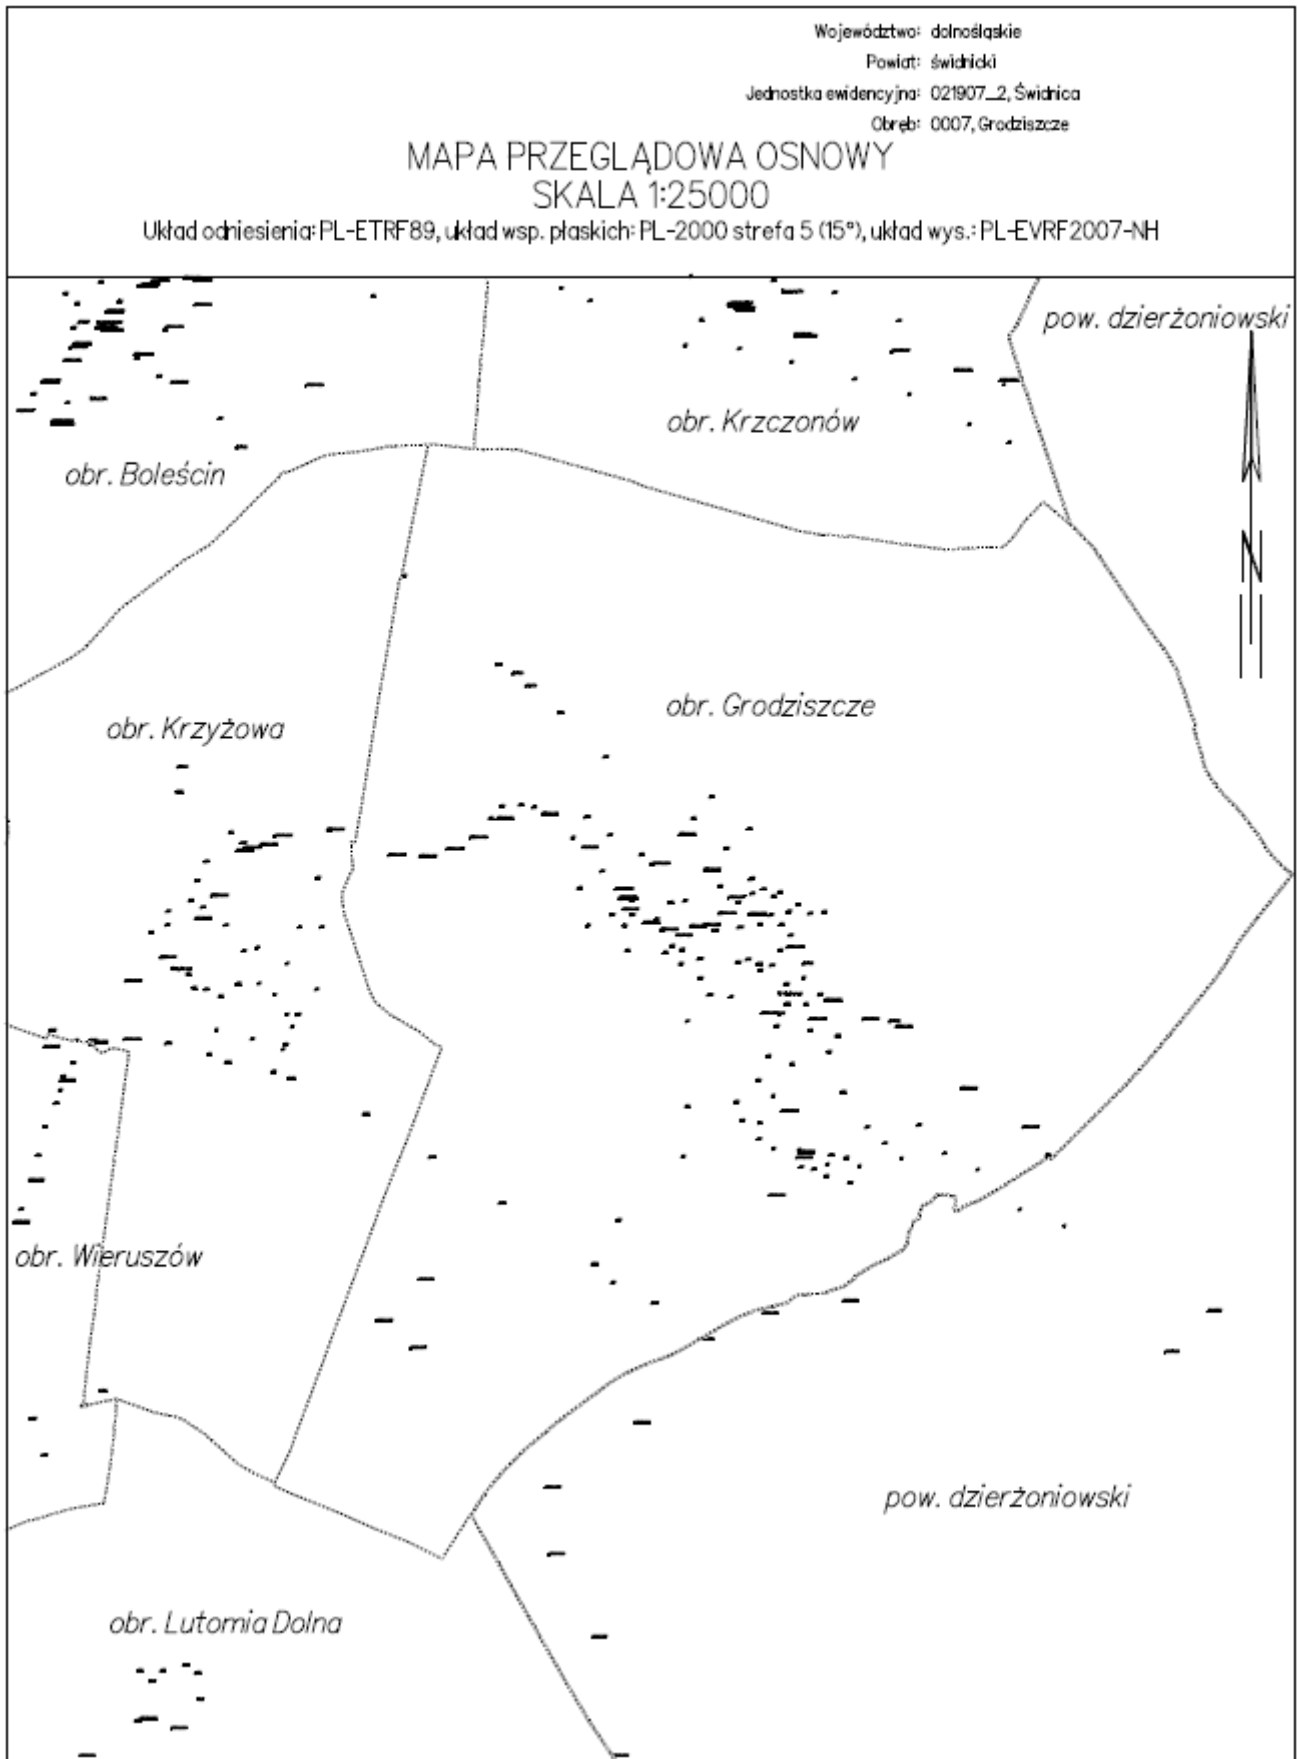 Województwo: dolnośląskie
Powiat: świdnicki
Jednostka ewidencyjna: 021907_2, Świdnica
Obręb: 0007, Grodziszcze
MAPA PRZEGLĄDOWA OSNOWY
SKALA 1:25000
Układ odniesienia: PL-ETRF89, układ wsp. płaskich: PL-2000 strefa 5 (15°), układ wys.: PL-EVRF2007-NH
pow. dzierżoniowski
obr. Krzczonów
obr. Boleścin
N
obr. Grodziszcze
obr. Krzyżowa
obr. Wieruszów
pow. dzierżoniowski
obr. Lutomia Dolna